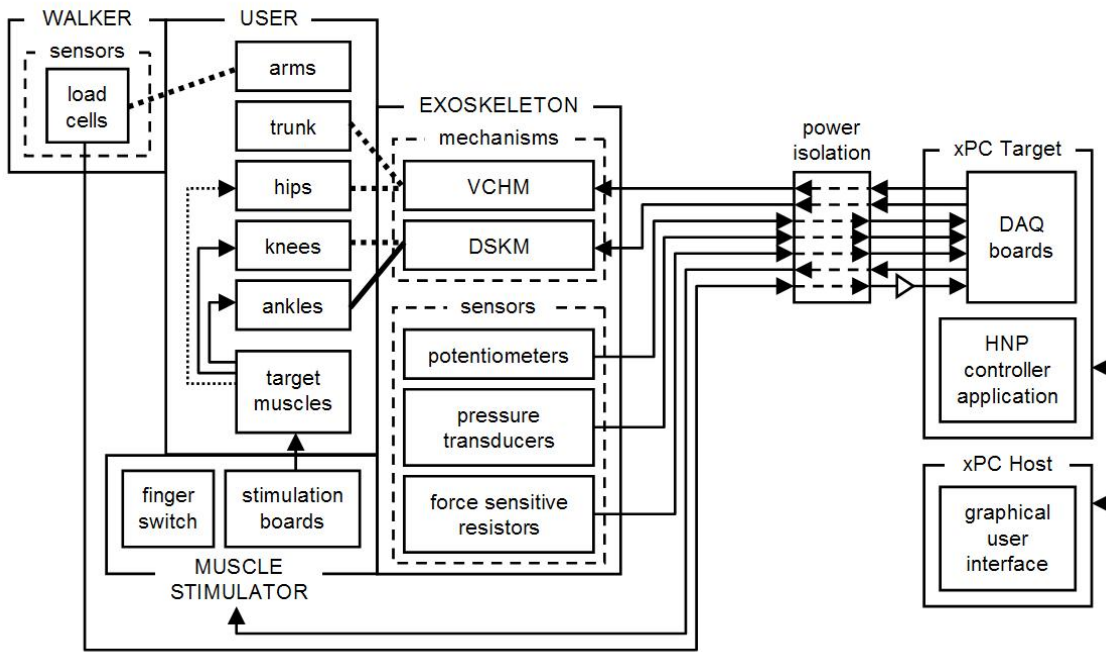 WALKER
sensors
load
cells
USER
arms
trunk
hips
knees
ankles
target
muscles
EXOSKELETON
mechanisms
VCHM
DSKM
sensors
potentiometers
pressure
transducers
force sensitive
resistors
finger
switch
stimulation
boards
MUSCLE
STIMULATOR
power
isolation
xPC Target
DAQ
boards
HNP
controller
application
xPC Host
graphical
user
interface